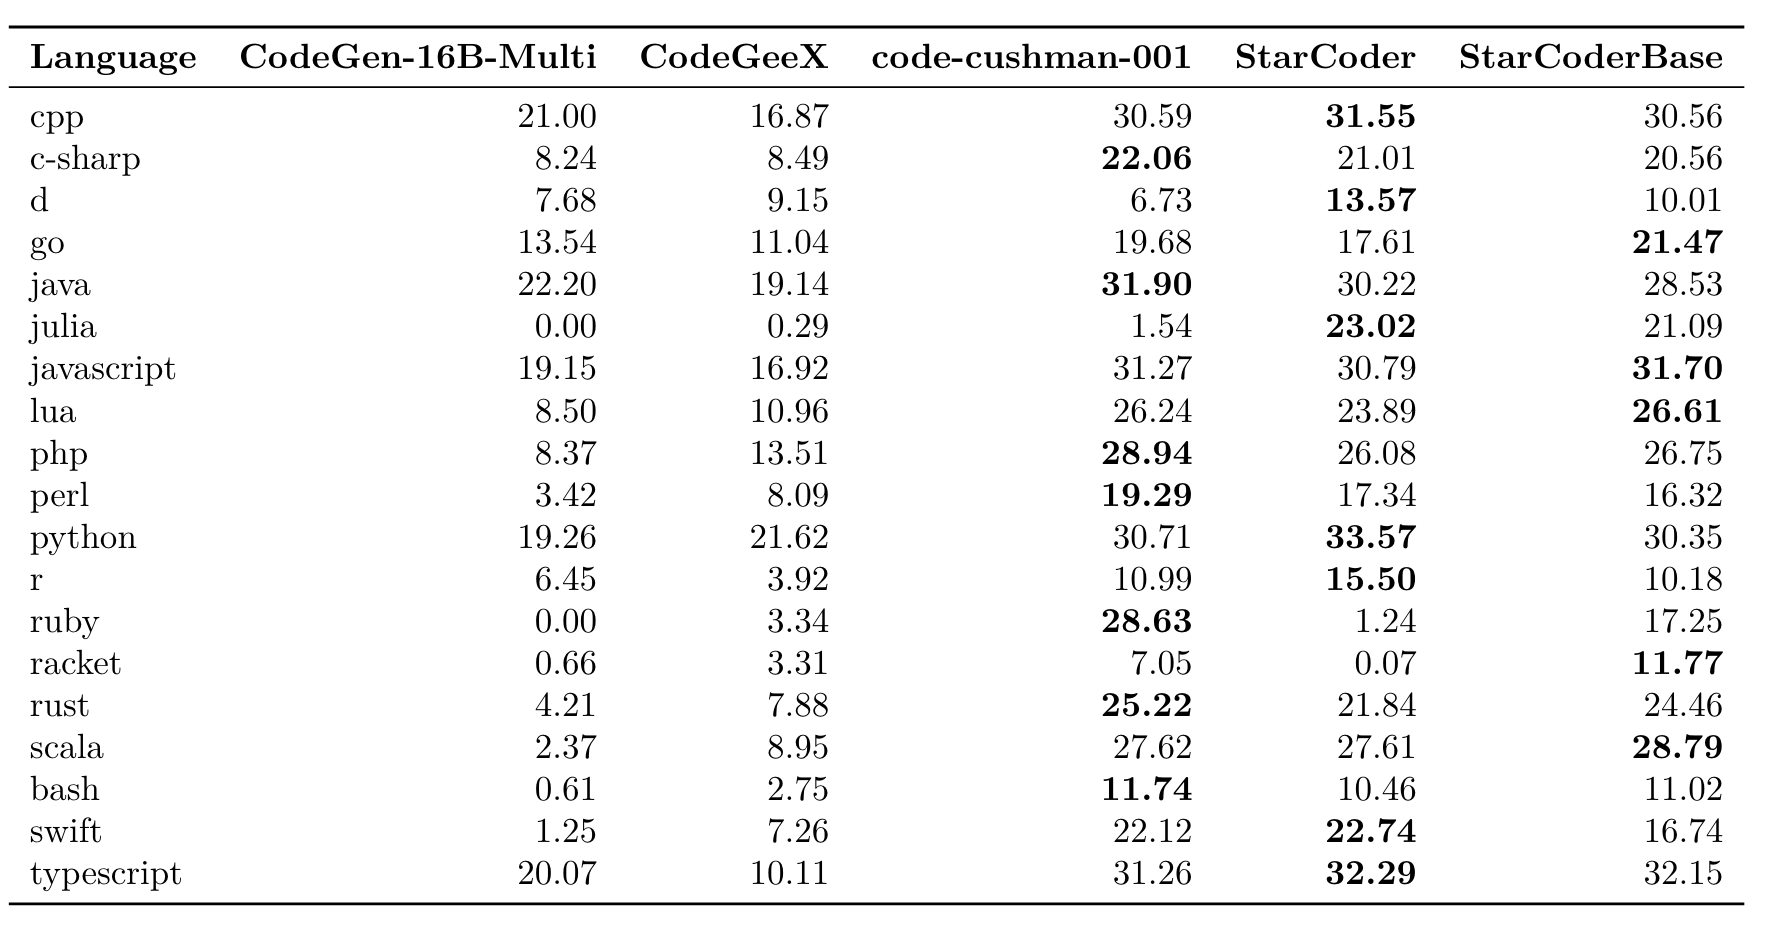 Language CodeGen-16B-Multi CodeGeeX code-cushman-001 StarCoder StarCoderBase
cpp 21.00 16.87 30.59 31.55 30.56
c-sharp 8.24 8.49 22.06 21.01 20.56
d 7.68 9.15 6.73 13.57 10.01
go 13.54 11.04 19.68 17.61 21.47
java 22.20 19.14 31.90 30.22 28.53
julia 0.00 0.29 1.54 23.02 21.09
javascript 19.15 16.92 31.27 30.79 31.70
lua 8.50 10.96 26.24 23.89 26.61
php 8.37 13.51 28.94 26.08 26.75
perl 3.42 8.09 19.29 17.34 16.32
python 19.26 21.62 30.71 33.57 30.35
r 6.45 3.92 10.99 15.50 10.18
ruby 0.00 3.34 28.63 1.24 17.25
racket 0.66 3.31 7.05 0.07 11.77
rust 4.21 7.88 25.22 21.84 24.46
scala 2.37 8.95 27.62 27.61 28.79
bash 0.61 2.75 11.74 10.46 11.02
swift 1.25 7.26 22.12 22.74 16.74
typescript 20.07 10.11 31.26 32.29 32.15